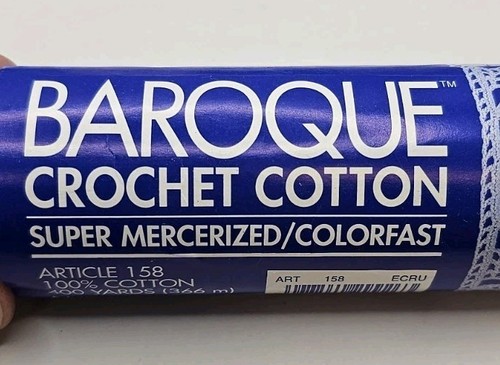 BAROQUE™
CROCHET COTTON
SUPER MERCERIZED/COLORFAST
ARTICLE 158
100% COTTON
YARDS (366 m)
ART 158 ECRU